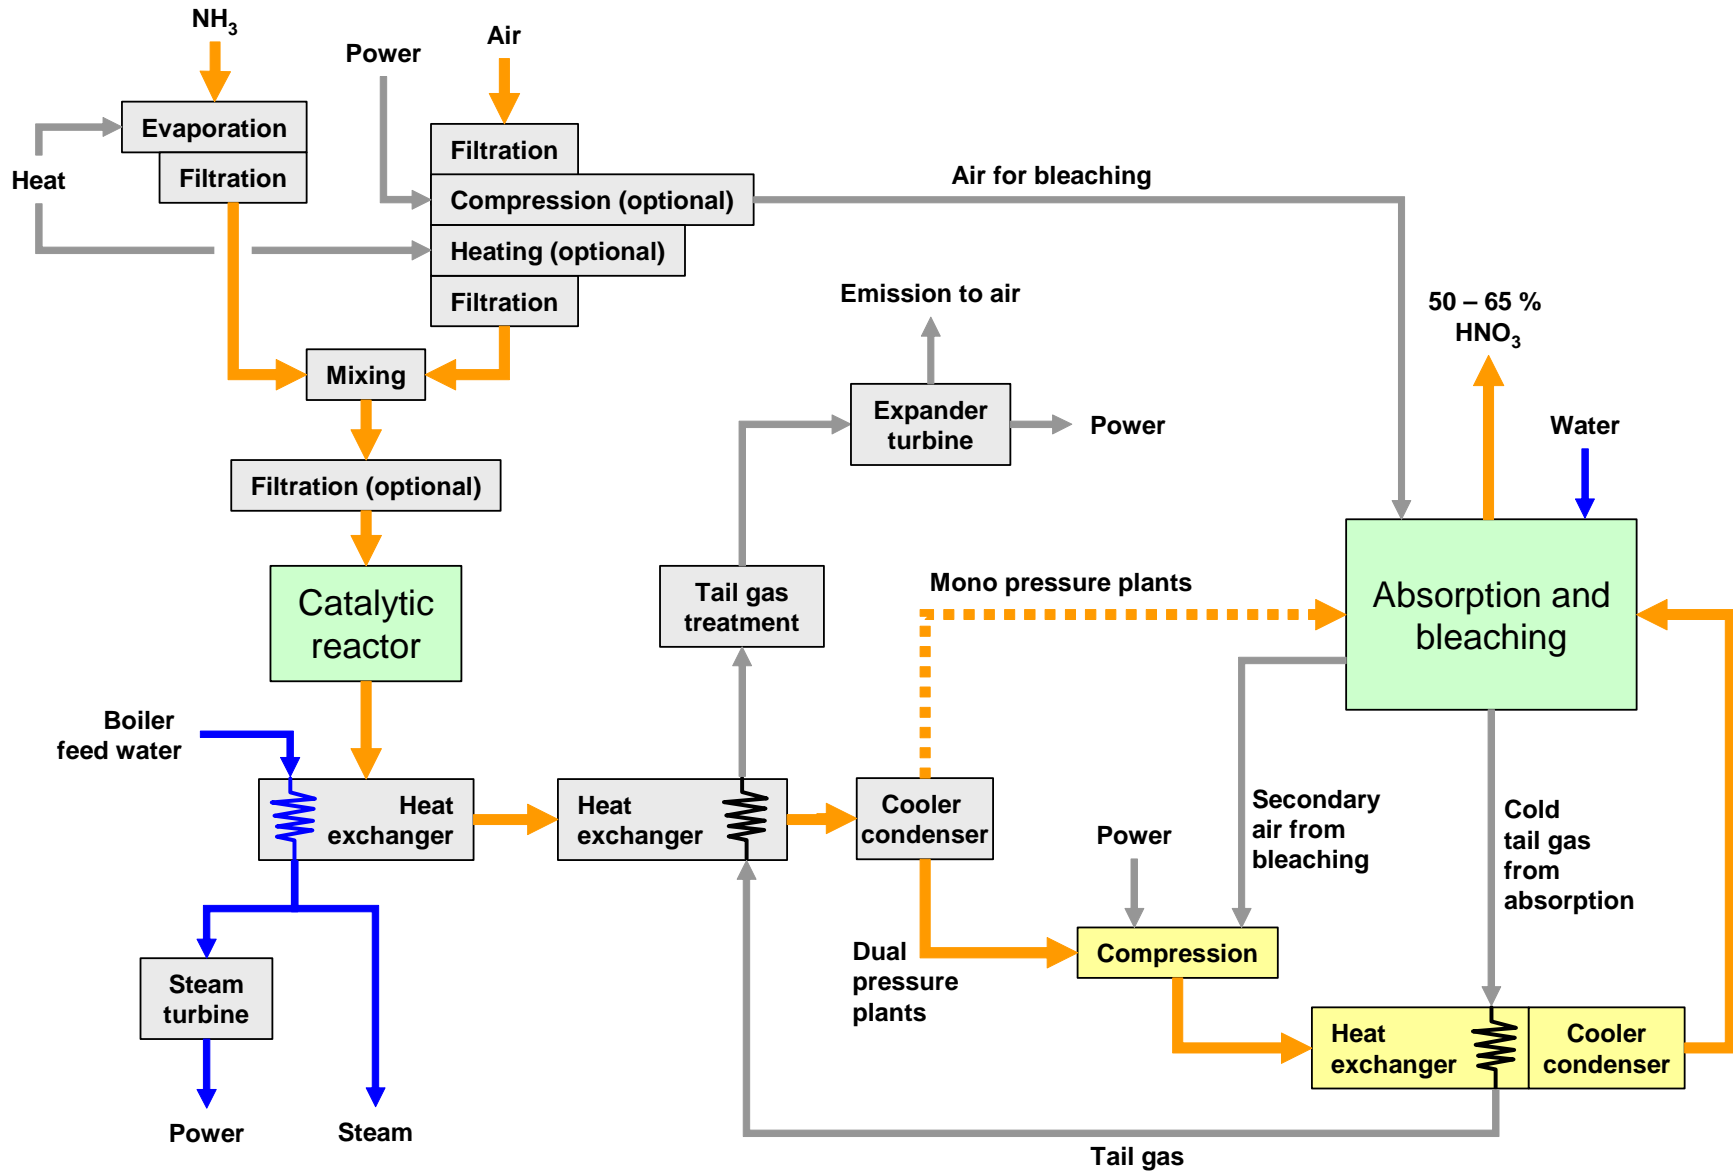 NH3
Power
Air
Evaporation
Filtration
Heat
Filtration
Compression (optional)
Heating (optional)
Filtration
Air for bleaching
Mixing
Filtration (optional)
Catalytic
reactor
Emission to air
Expander
turbine
Power
50 – 65 %
HNO3
Water
Tail gas
treatment
Mono pressure plants
Absorption and
bleaching
Boiler
feed water
Heat
exchanger
Heat
exchanger
Cooler
condenser
Secondary
air from
bleaching
Cold
tail gas
from
absorption
Power
Dual
pressure
plants
Compression
Steam
turbine
Heat
exchanger
Cooler
condenser
Power
Steam
Tail gas